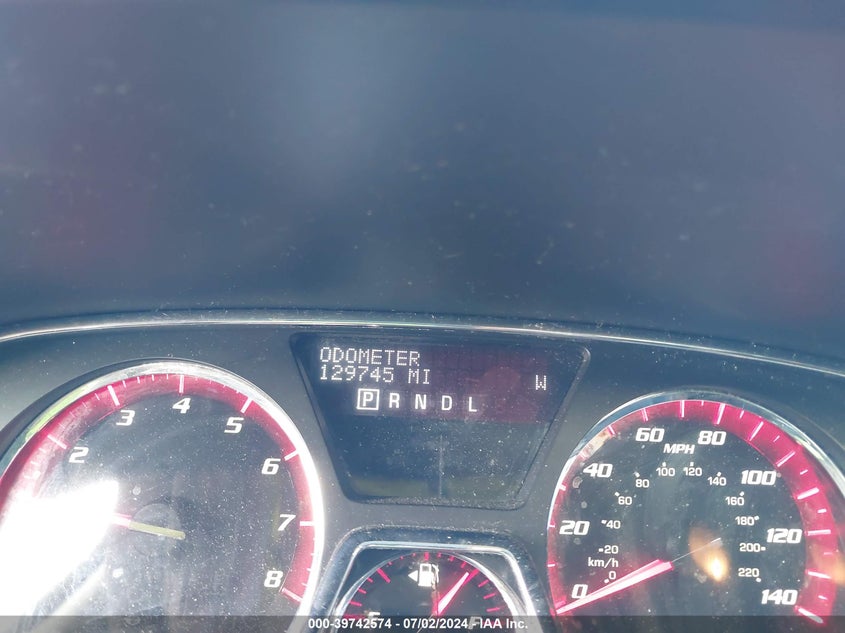 ODOMETER
129745 MI W
P R N D L
2 3 4 5 6 7 8
0 20 40 60 80 100 120 140
MPH
0 20 40 60 80 100 120 140 160 180 200 220
km/h
000-39742574 - 07/02/2024 - IAA Inc.